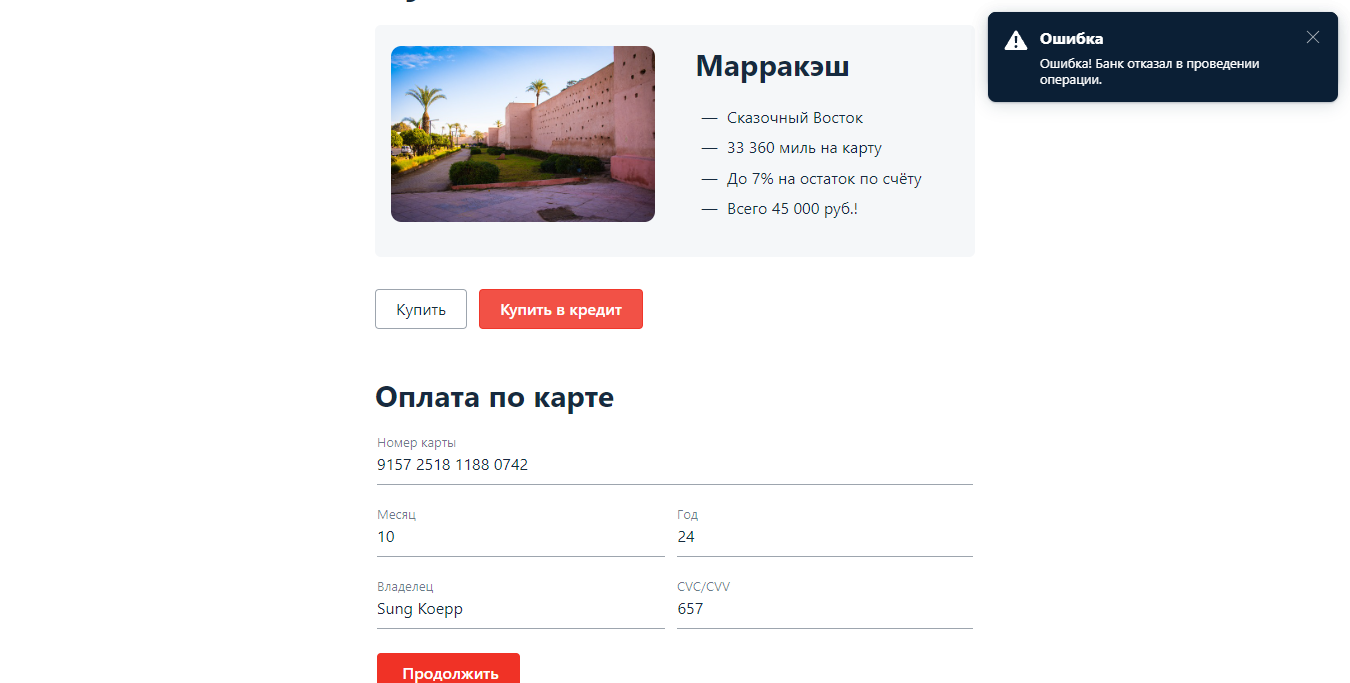 Марракэш
— Сказочный Восток
— 33 360 миль на карту
— До 7% на остаток по счёту
— Всего 45 000 руб.!
Ошибка
Ошибка! Банк отказал в проведении
операции.
Купить
Купить в кредит
Оплата по карте
Номер карты
9157 2518 1188 0742
Месяц
Год
10
24
Владелец
CVC/CVV
Sung Koepp
657
Продолжить